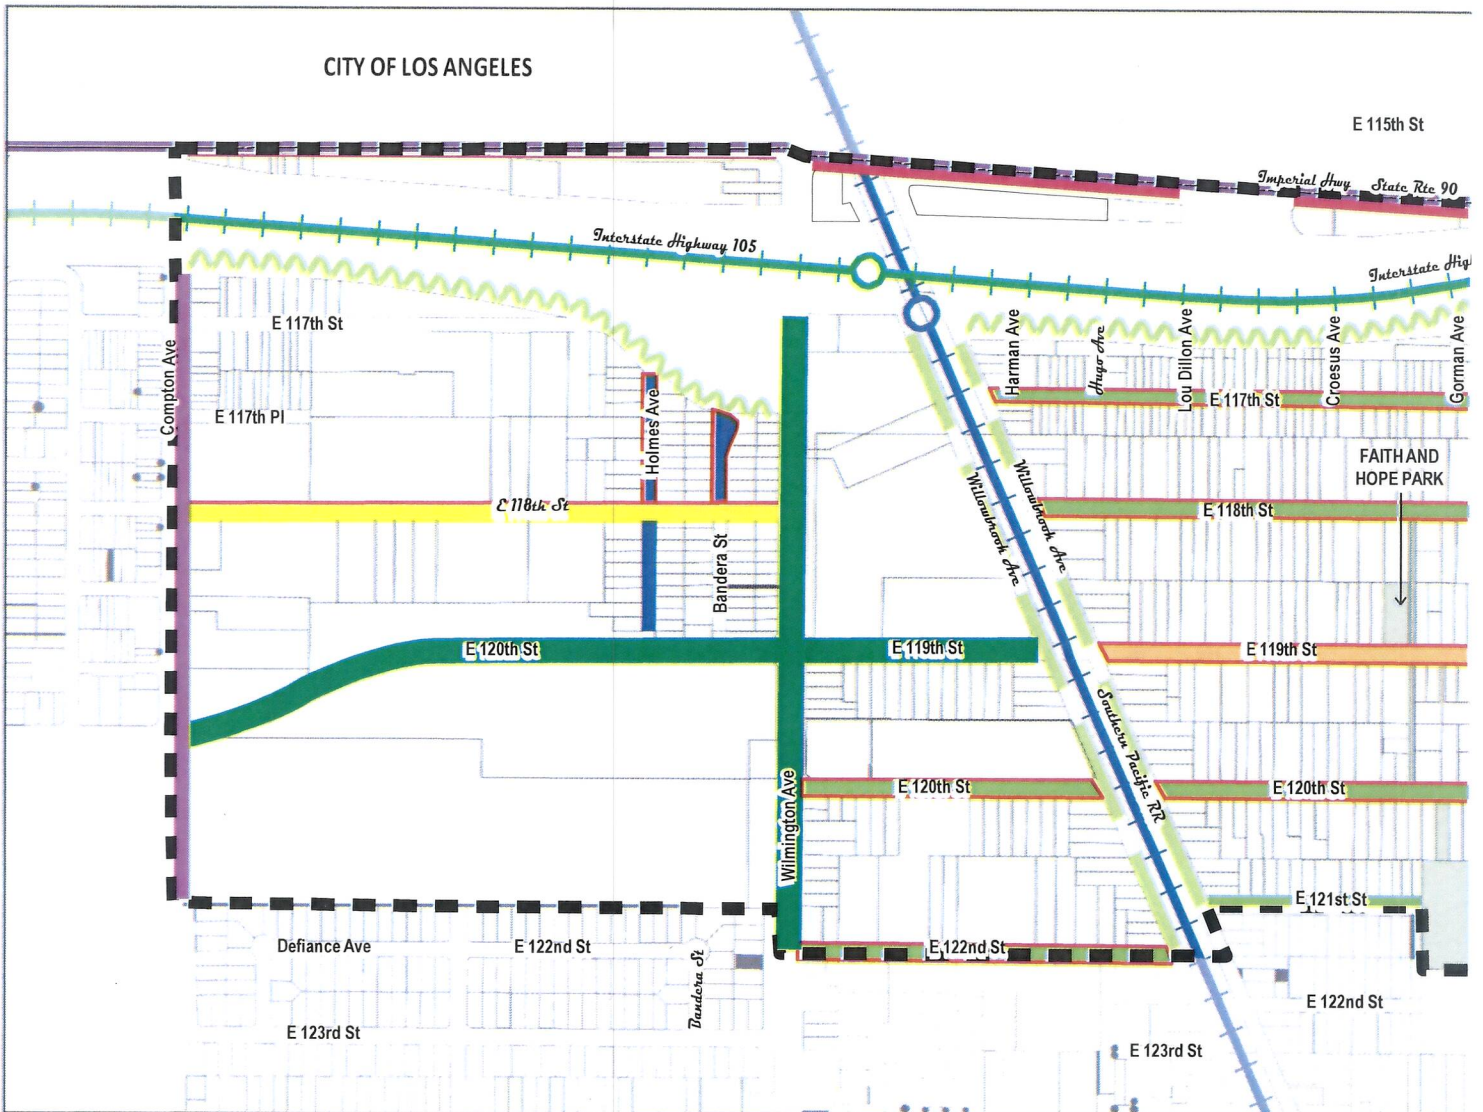 CITY OF LOS ANGELES
E 115th St
Imperial Hwy
State Rte 90
Interstate Highway 105
Interstate Hig
E 117th St
Compton Ave
E 117th Pl
Holmes Ave
Harman Ave
Hugo Ave
Lou Dillon Ave
Croesus Ave
Gorman Ave
E 117th St
FAITH AND
HOPE PARK
E 118th St
Willowbrook Ave
Willowbrook Ave
E 118th St
Bandera St
E 120th St
E 119th St
E 119th St
Southern Pacific RR
Wilmington Ave
E 120th St
E 120th St
E 121st St
Defiance Ave
E 122nd St
Bandera St
E 122nd St
E 122nd St
E 123rd St
E 123rd St